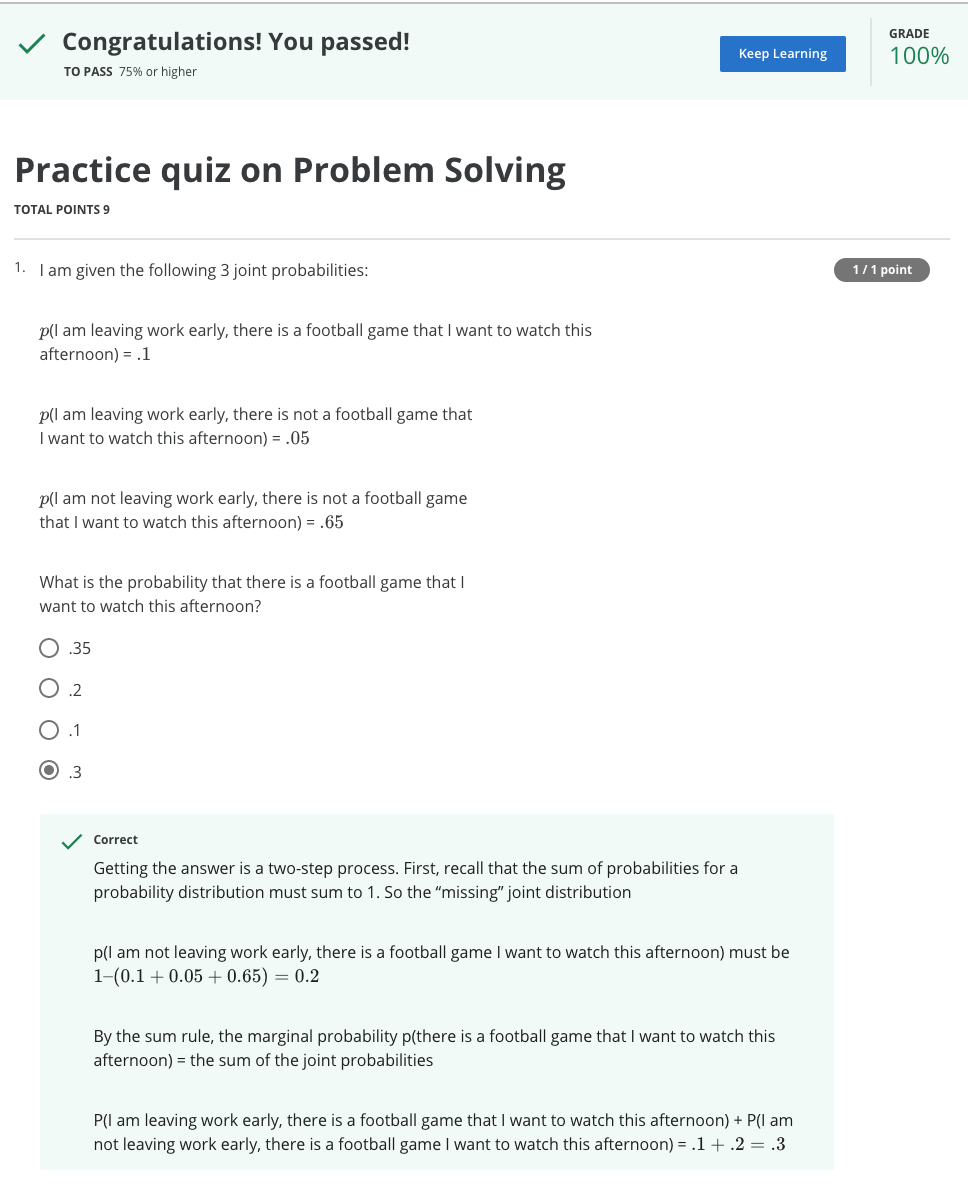 Congratulations! You passed!
TO PASS 75% or higher
Keep Learning
GRADE
100%
Practice quiz on Problem Solving
TOTAL POINTS 9
1. I am given the following 3 joint probabilities:
1 / 1 point
p(I am leaving work early, there is a football game that I want to watch this
afternoon) = .1
p(I am leaving work early, there is not a football game that
I want to watch this afternoon) = .05
p(I am not leaving work early, there is not a football game
that I want to watch this afternoon) = .65
What is the probability that there is a football game that I
want to watch this afternoon?
.35
.2
.1
.3
Correct
Getting the answer is a two-step process. First, recall that the sum of probabilities for a
probability distribution must sum to 1. So the “missing” joint distribution
p(I am not leaving work early, there is a football game I want to watch this afternoon) must be
1–(0.1 + 0.05 + 0.65) = 0.2
By the sum rule, the marginal probability p(there is a football game that I want to watch this
afternoon) = the sum of the joint probabilities
P(I am leaving work early, there is a football game that I want to watch this afternoon) + P(I am
not leaving work early, there is a football game I want to watch this afternoon) = .1 + .2 = .3